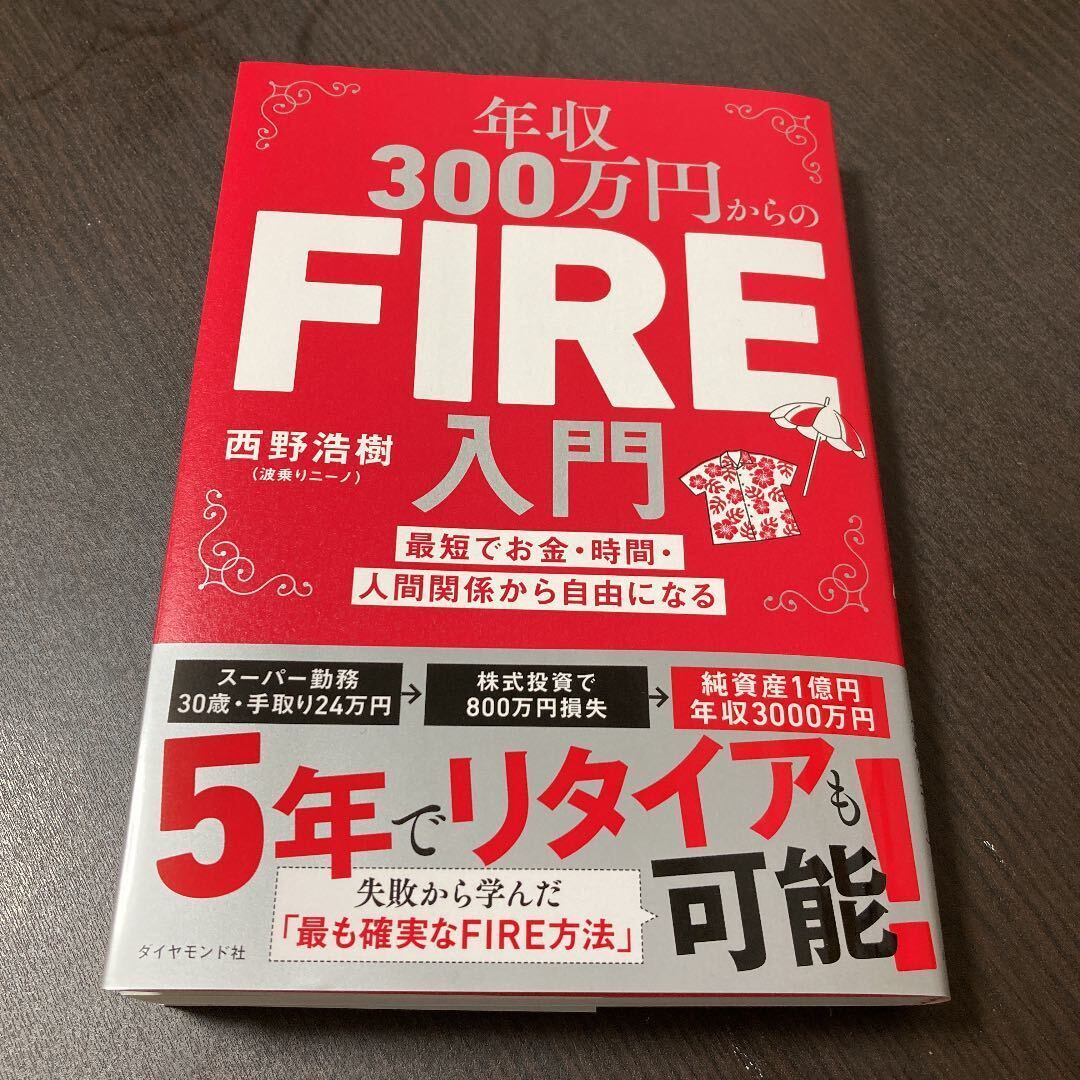 年収
300万円からの
FIRE
入門
西野浩樹
（波乗りニーノ）
最短でお金・時間・
人間関係から自由になる
スーパー勤務
30歳・手取り24万円
→
株式投資で
800万円損失
→
純資産1億円
年収3000万円
5年でリタイアも
可能！
失敗から学んだ
「最も確実なFIRE方法」
ダイヤモンド社